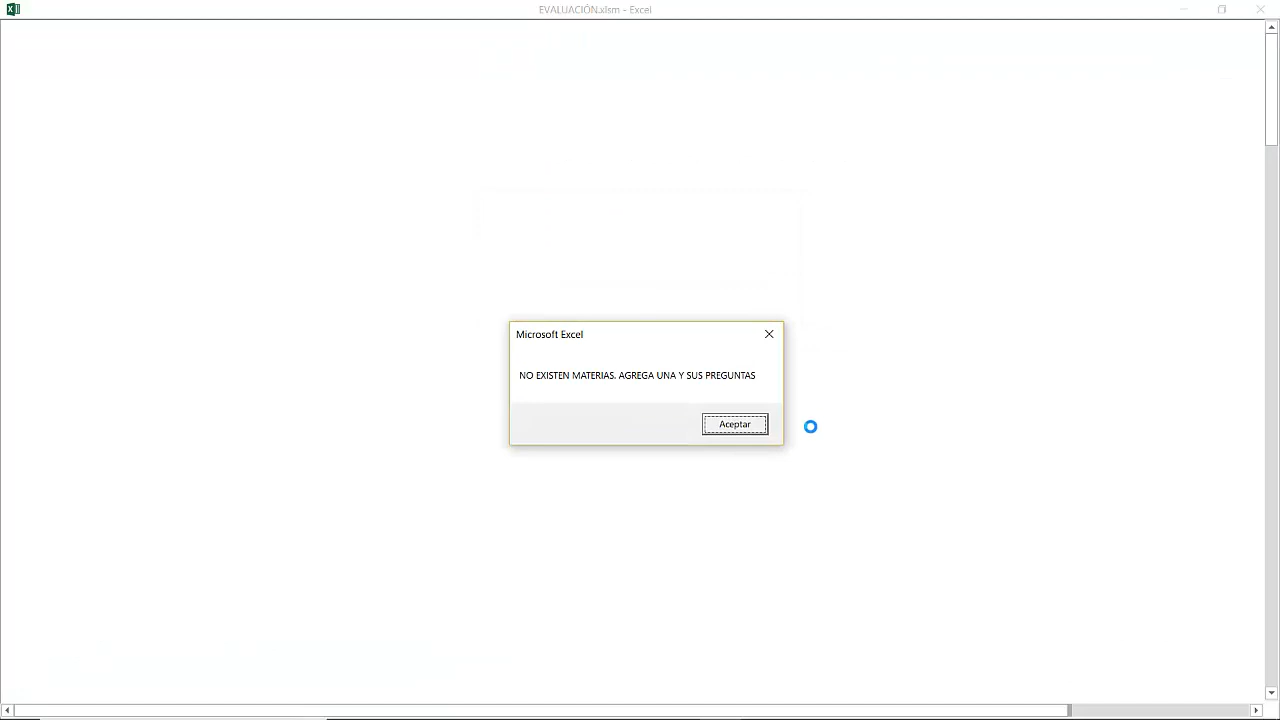 EVALUACIÓN.xlsm - Excel
Microsoft Excel
NO EXISTEN MATERIAS. AGREGA UNA Y SUS PREGUNTAS
Aceptar